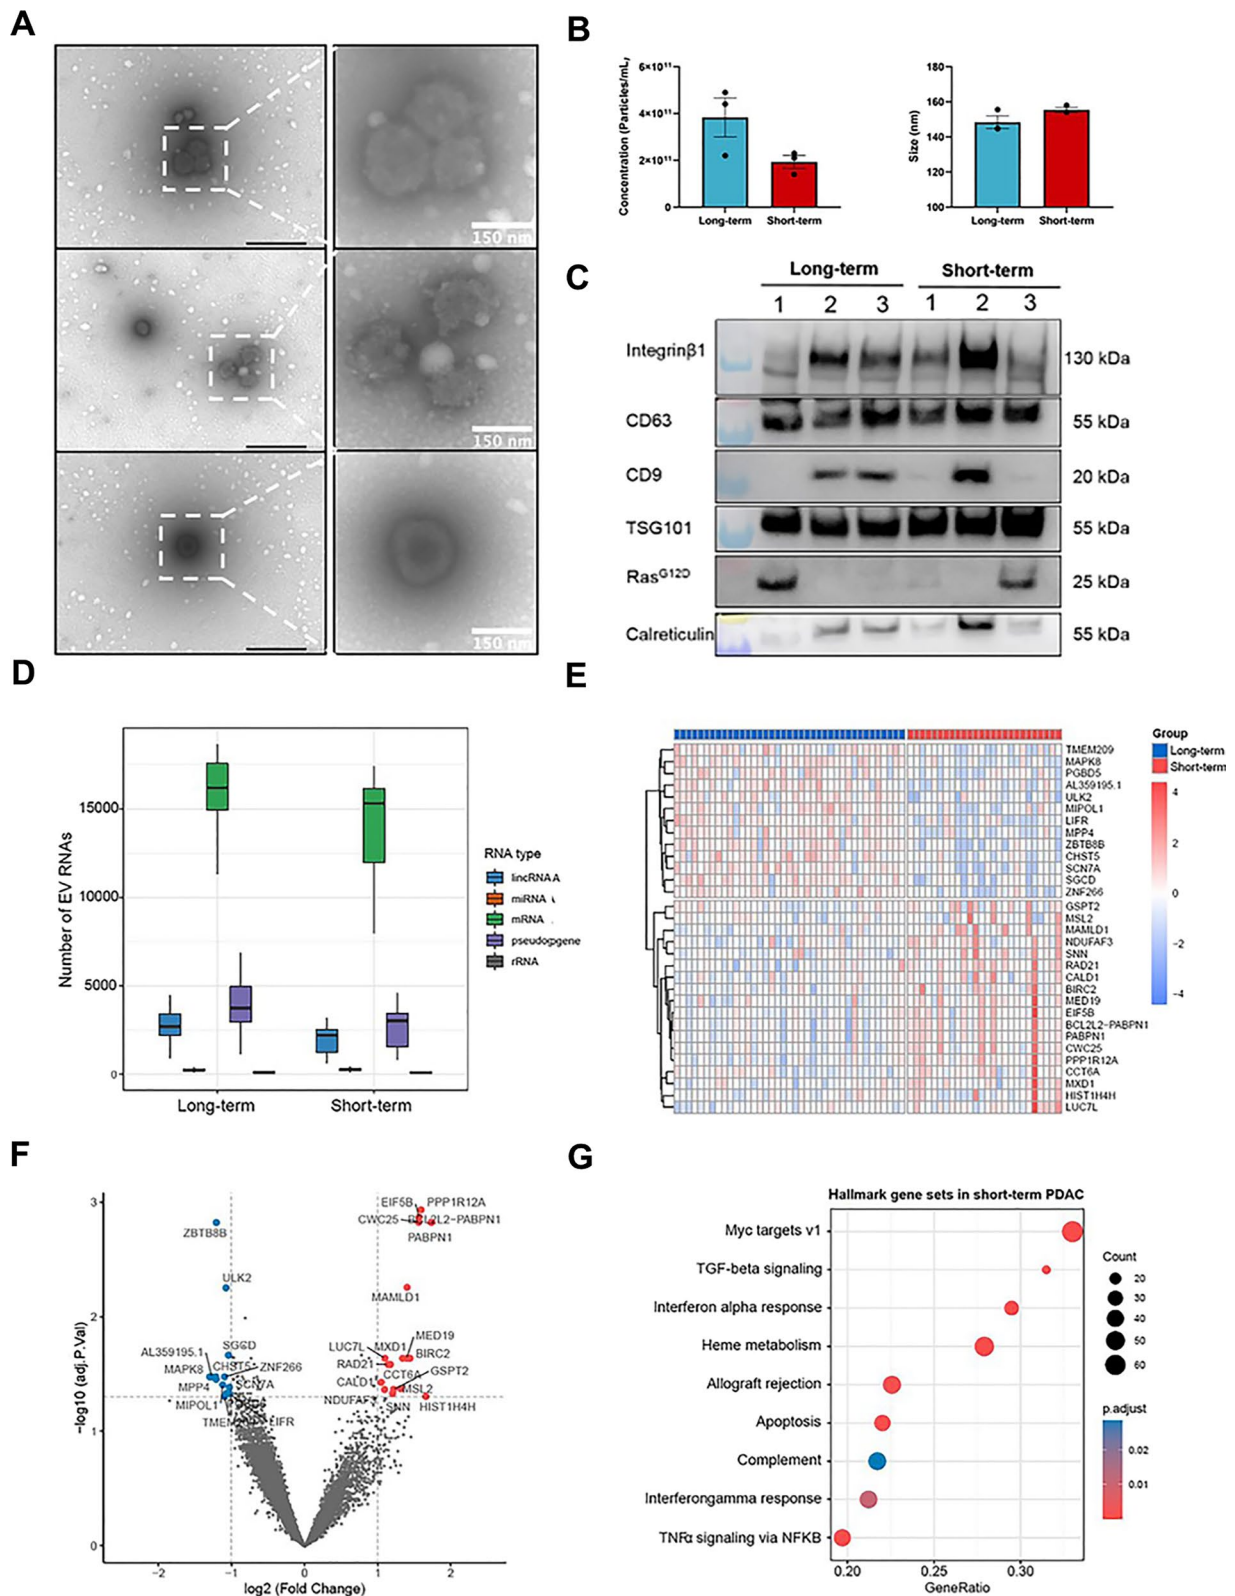 A
150 nm
150 nm
150 nm
B
Concentration (Particles/mL)
6×10¹¹
4×10¹¹
2×10¹¹
0
Long-term
Short-term
Size (nm)
180
160
140
120
100
Long-term
Short-term
C
Long-term
Short-term
1 2 3 1 2 3
Integrinβ1
130 kDa
CD63
55 kDa
CD9
20 kDa
TSG101
55 kDa
Rasᴳ¹²ᴰ
25 kDa
Calreticulin
55 kDa
D
Number of EV RNAs
15000
10000
5000
0
Long-term
Short-term
RNA type
lincRNAA
miRNA
mRNA
pseudopgene
rRNA
E
TMEM209
MAPK8
PGBD5
AL359195.1
ULK2
MIPOL1
LIFR
MPP4
ZBTB8B
CHST5
SCN7A
SGCD
ZNF266
GSPT2
MSL2
MAMLD1
NDUFAF3
SNN
RAD21
CALD1
BIRC2
MED19
EIF5B
BCL2L2-PABPN1
PABPN1
CWC25
PPP1R12A
CCT6A
MXD1
HIST1H4H
LUC7L
Group
Long-term
Short-term
4
2
0
-2
-4
F
-log10 (adj.P.Val)
3
2
1
0
ZBTB8B
ULK2
SGCD
AL359195.1
MAPK8
CHST5
ZNF266
MPP4
SCN7A
MIPOL1
LIFR
EIF5B
PPP1R12A
CWC25
BCL2L2-PABPN1
PABPN1
MAMLD1
LUC7L
MXD1
MED19
BIRC2
RAD21
CCT6A
GSPT2
CALD1
MSL2
SNN
HIST1H4H
-2
-1
0
1
2
log2 (Fold Change)
G
Hallmark gene sets in short-term PDAC
Myc targets v1
TGF-beta signaling
Interferon alpha response
Heme metabolism
Allograft rejection
Apoptosis
Complement
Interferongamma response
TNFα signaling via NFKB
0.20
0.25
0.30
GeneRatio
Count
20
30
40
50
60
p.adjust
0.02
0.01